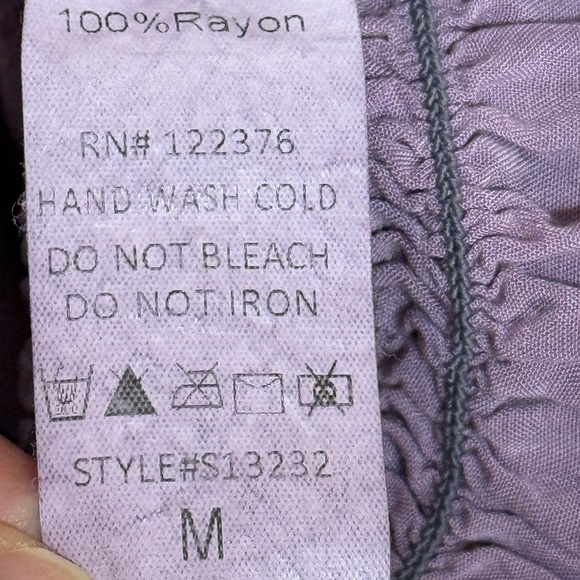 100%Rayon
RN# 122376
HAND WASH COLD
DO NOT BLEACH
DO NOT IRON
STYLE#S13232
M